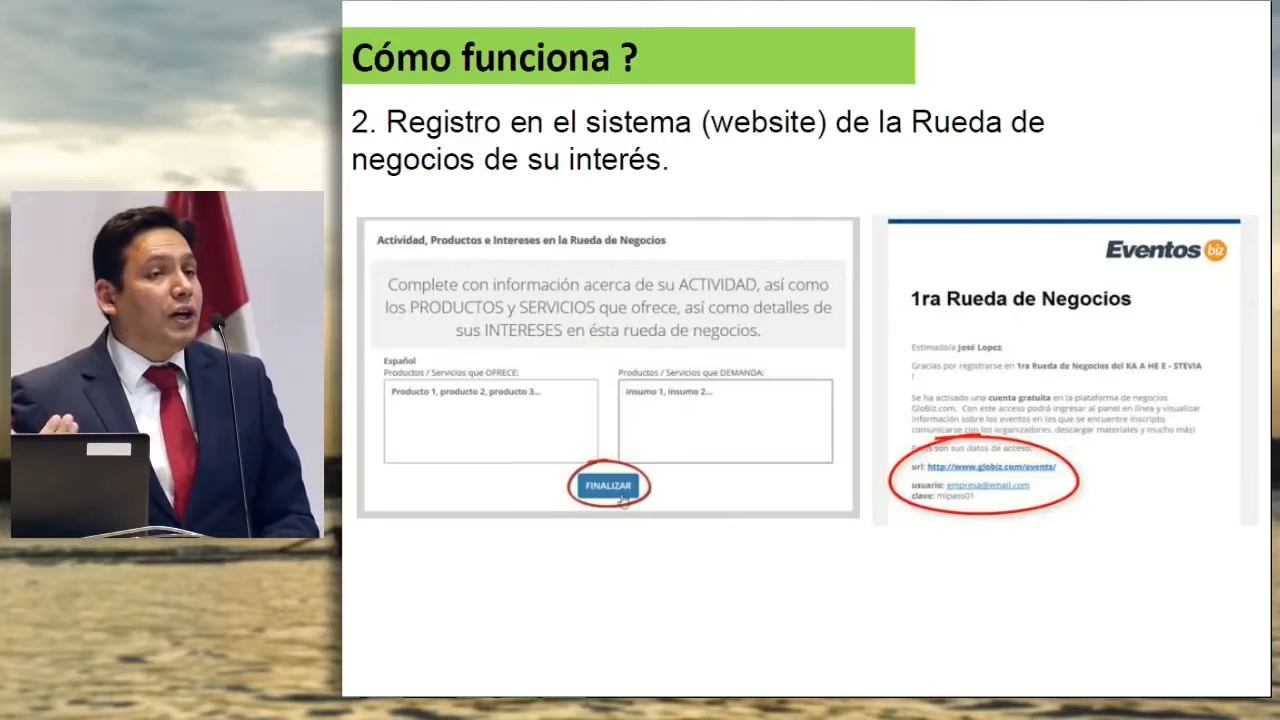 Cómo funciona ?
2. Registro en el sistema (website) de la Rueda de
negocios de su interés.
Actividad, Productos e Intereses en la Rueda de Negocios
Complete con información acerca de su ACTIVIDAD, así como
los PRODUCTOS y SERVICIOS que ofrece, así como detalles de
sus INTERESES en ésta rueda de negocios.
Español
Productos / Servicios que OFRECE:
Producto 1, producto 2, producto 3...
Productos / Servicios que DEMANDA:
insumo 1, insumo 2...
FINALIZAR
Eventos biz
1ra Rueda de Negocios
Estimado/a José Lopez.
Gracias por registrarse en 1ra Rueda de Negocios del KA A HE E - STEVIA
!
Se ha activado una cuenta gratuita en la plataforma de negocios
GloBiz.com. Con este acceso podrá ingresar al panel en línea y visualizar
información sobre los eventos en los que se encuentre inscripto
comunicarse con los organizadores, descargar materiales y mucho más!
son sus datos de acceso:
url: http://www.globiz.com/events/
usuario: empresa@email.com
clave: mipass01